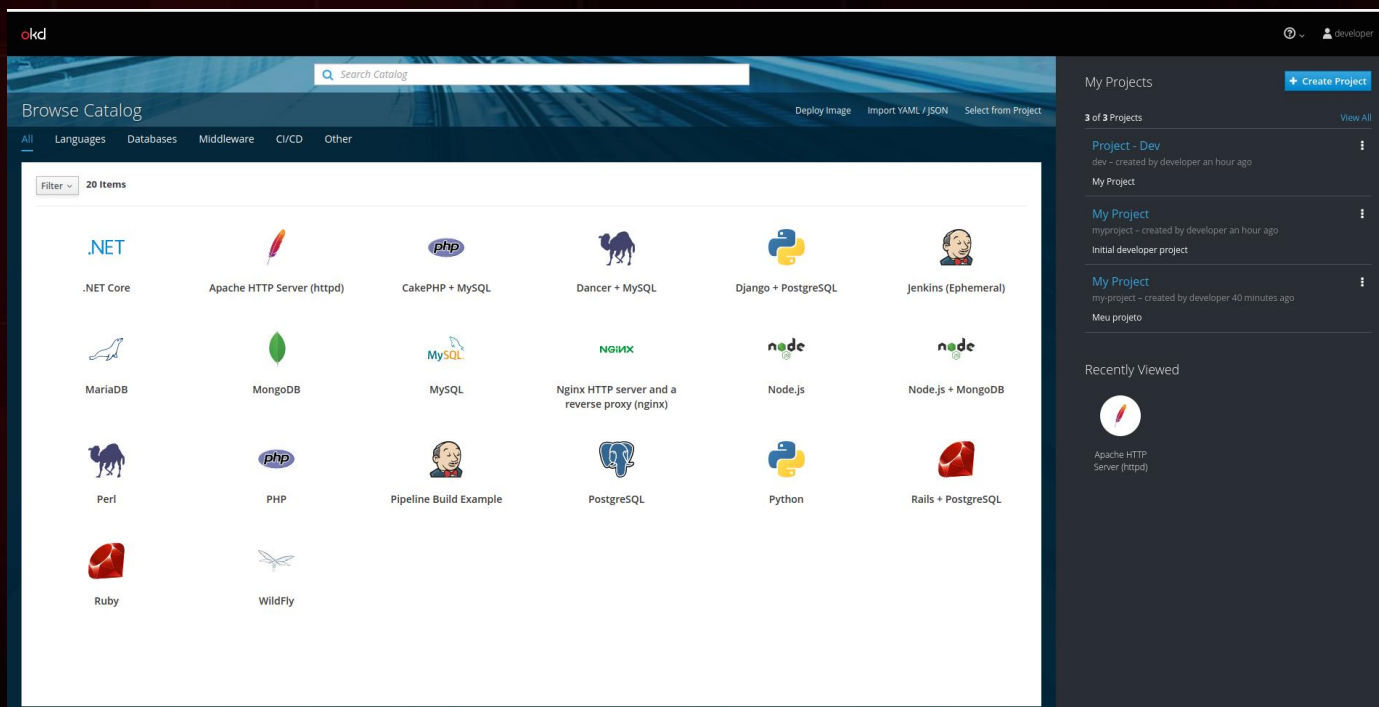 okd
developer
Search Catalog
My Projects
Create Project
Browse Catalog
Deploy Image Import YAML / JSON Select from Project
3 of 3 Projects View All
All Languages Databases Middleware CI/CD Other
Project - Dev
dev – created by developer an hour ago
My Project
My Project
myproject – created by developer an hour ago
Initial developer project
My Project
my-project – created by developer 40 minutes ago
Meu projeto
Recently Viewed
Apache HTTP
Server (httpd)
Filter 20 Items
.NET
.NET Core
Apache HTTP Server (httpd)
php
CakePHP + MySQL
Dancer + MySQL
Django + PostgreSQL
Jenkins (Ephemeral)
MariaDB
MongoDB
MySQL
MySQL
NGINX
Nginx HTTP server and a
reverse proxy (nginx)
node
JS
Node.js
node
JS
Node.js + MongoDB
Perl
php
PHP
Pipeline Build Example
PostgreSQL
Python
Rails + PostgreSQL
Ruby
WildFly